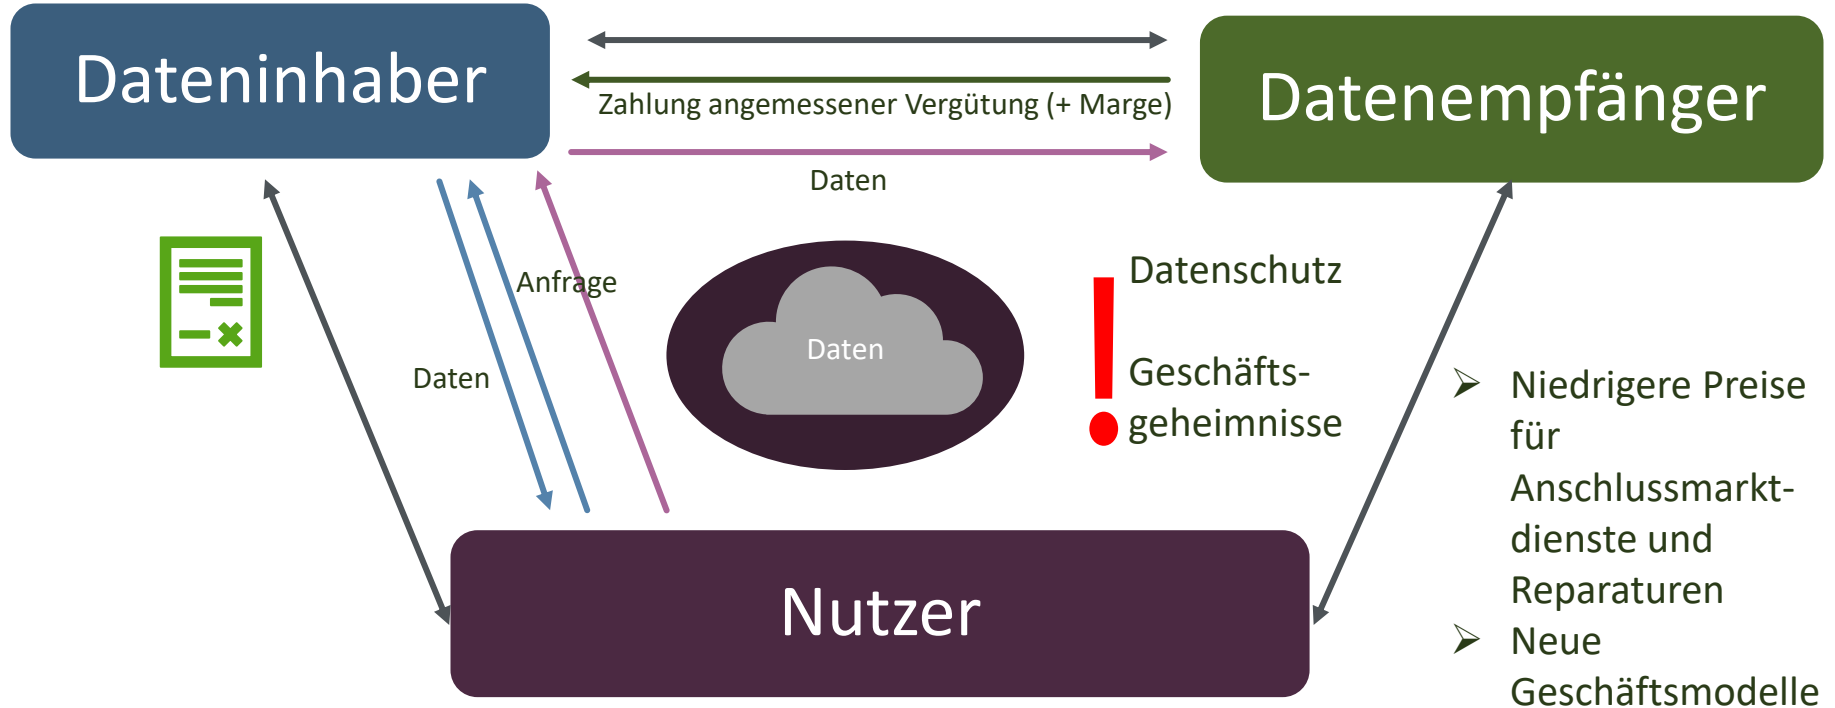 Dateninhaber
Datenempfänger
Zahlung angemessener Vergütung (+ Marge)
Daten
Anfrage
Daten
Daten
Datenschutz
Geschäfts-
geheimnisse
Niedrigere Preise
für
Anschlussmarkt-
dienste und
Reparaturen
Neue
Geschäftsmodelle
Nutzer